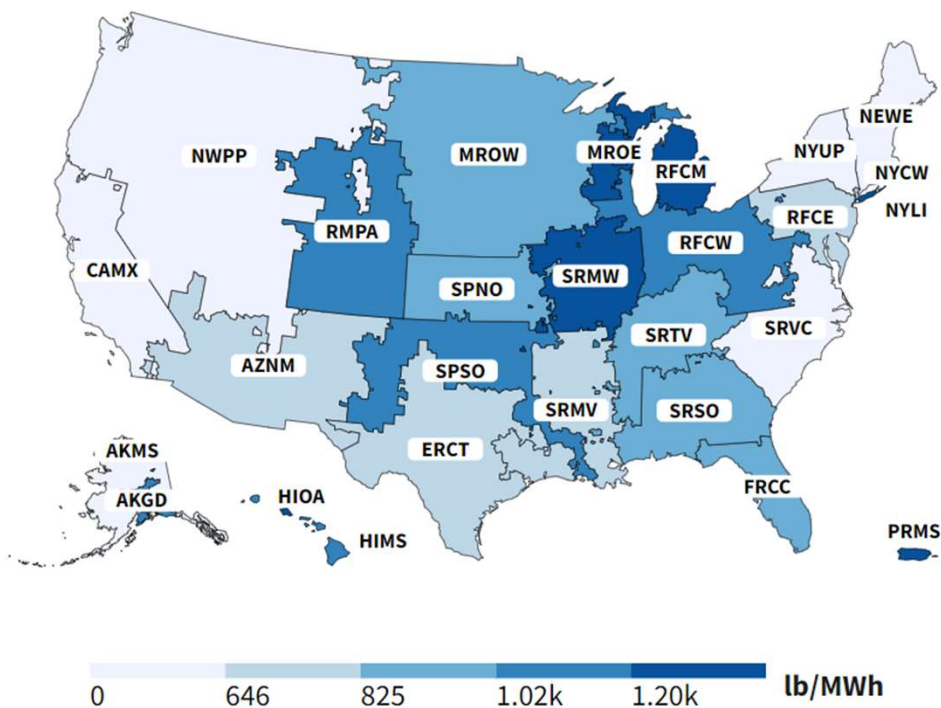 NEWE
NWPP
MROW
MROE
NYUP
RFCM
NYCW
NYLI
RFCE
RMPA
RFCW
CAMX
SRMW
SPNO
SRVC
SRTV
AZNM
SPSO
SRMV
SRSO
ERCT
AKMS
FRCC
AKGD
HIOA
PRMS
HIMS
0
646
825
1.02k
1.20k
lb/MWh